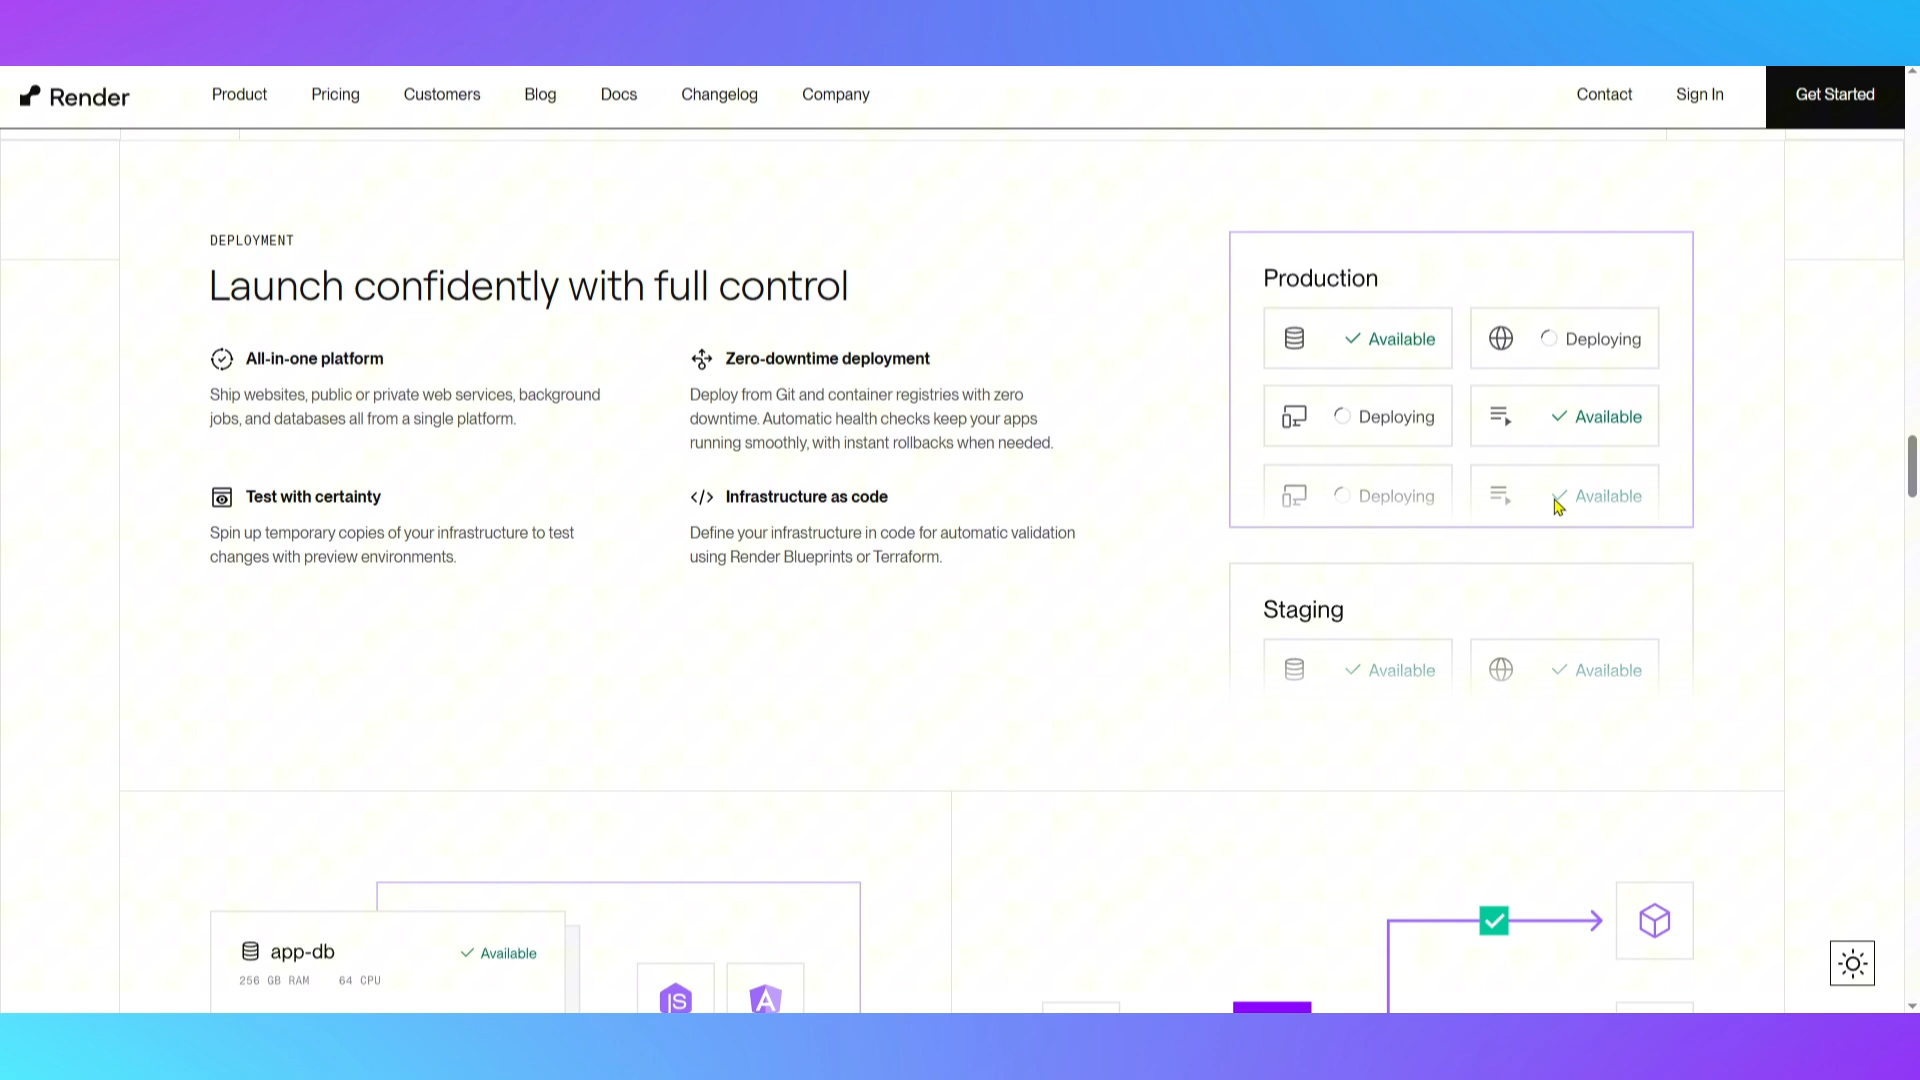 Render
Product Pricing Customers Blog Docs Changelog Company
Contact Sign In Get Started
DEPLOYMENT
Launch confidently with full control
All-in-one platform
Ship websites, public or private web services, background
jobs, and databases all from a single platform.
Zero-downtime deployment
Deploy from Git and container registries with zero
downtime. Automatic health checks keep your apps
running smoothly, with instant rollbacks when needed.
Test with certainty
Spin up temporary copies of your infrastructure to test
changes with preview environments.
Infrastructure as code
Define your infrastructure in code for automatic validation
using Render Blueprints or Terraform.
Production
Available Deploying
Deploying Available
Deploying Available
Staging
Available Available
app-db Available
256 GB RAM 64 CPU
JS A